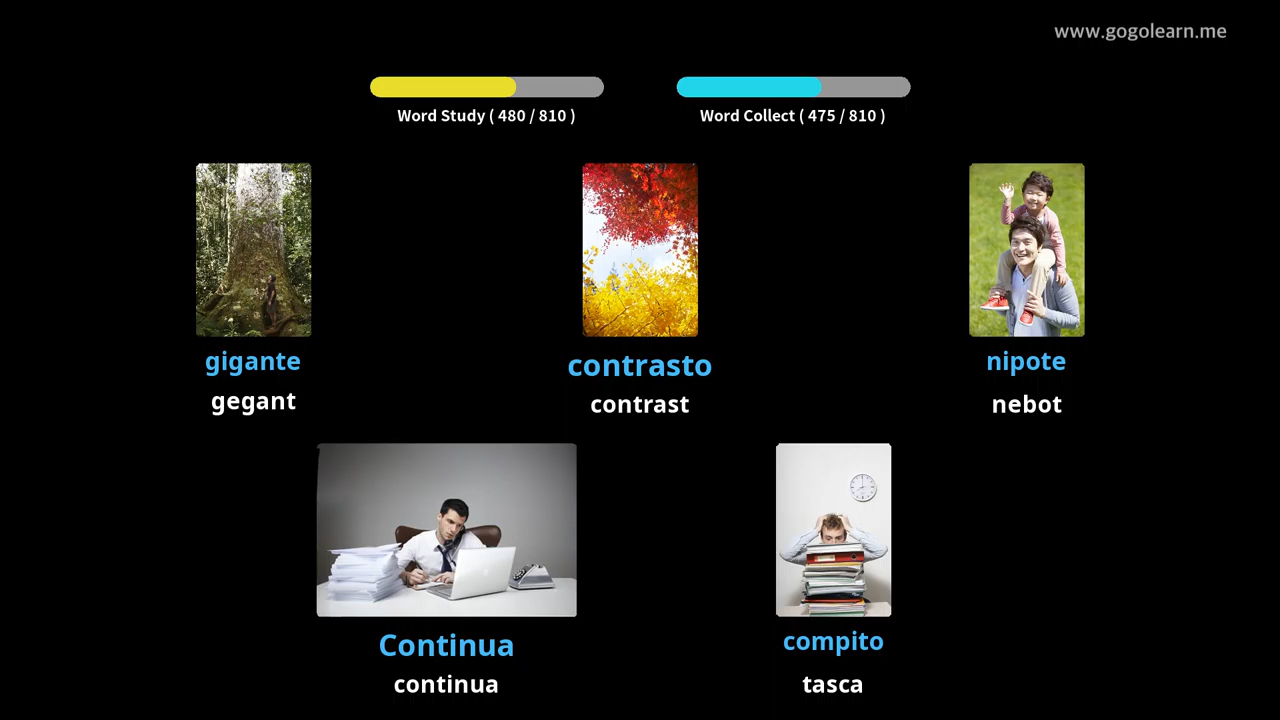 www.gogolearn.me
Word Study ( 480 / 810 )
Word Collect ( 475 / 810 )
gigante
gegant
contrasto
contrast
nipote
nebot
Continua
continua
compito
tasca